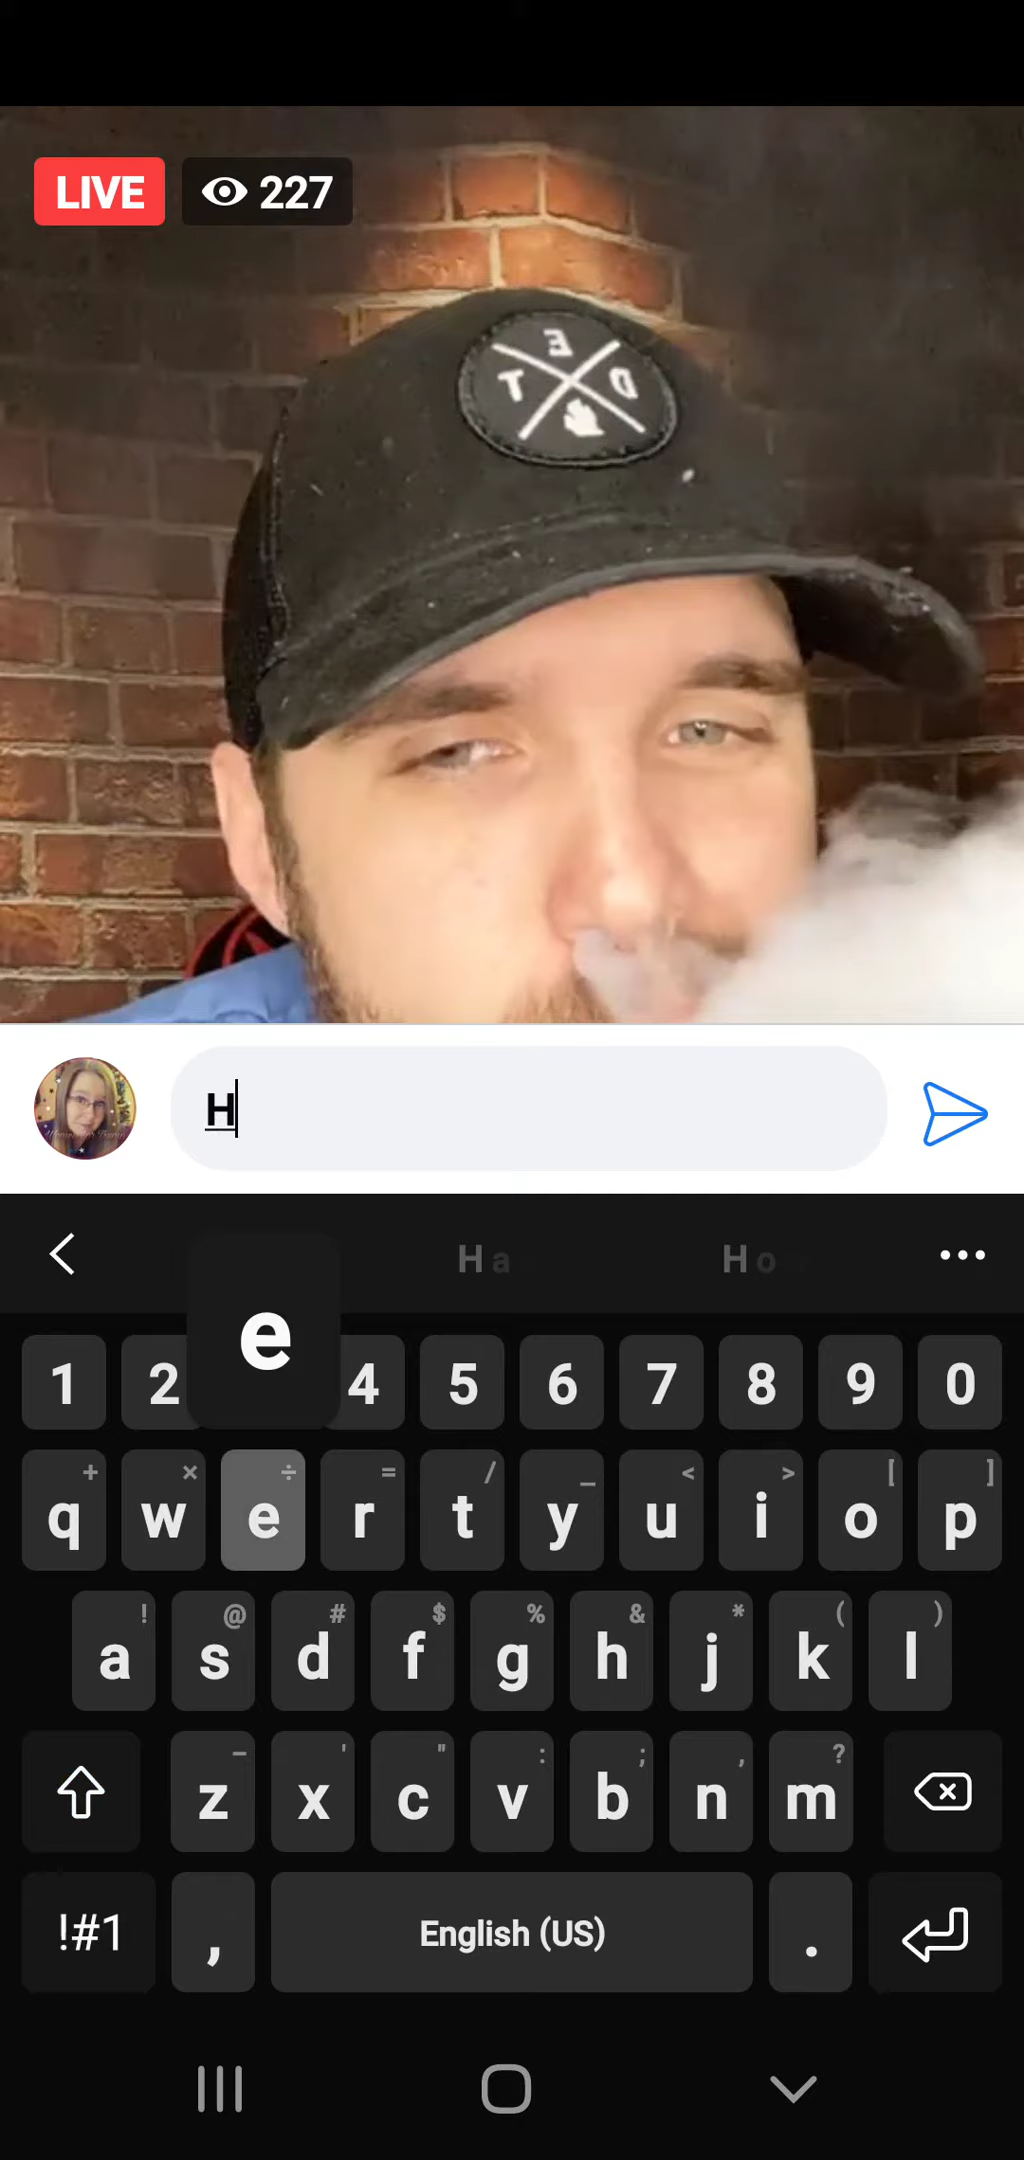 LIVE 227
E
T D
H
Ha Ho
e
1 2 4 5 6 7 8 9 0
+ × ÷ = / _ < > [ ]
q w e r t y u i o p
! @ # $ % & * ( )
a s d f g h j k l
- ' " : ; , ?
z x c v b n m
!#1 , English (US) .